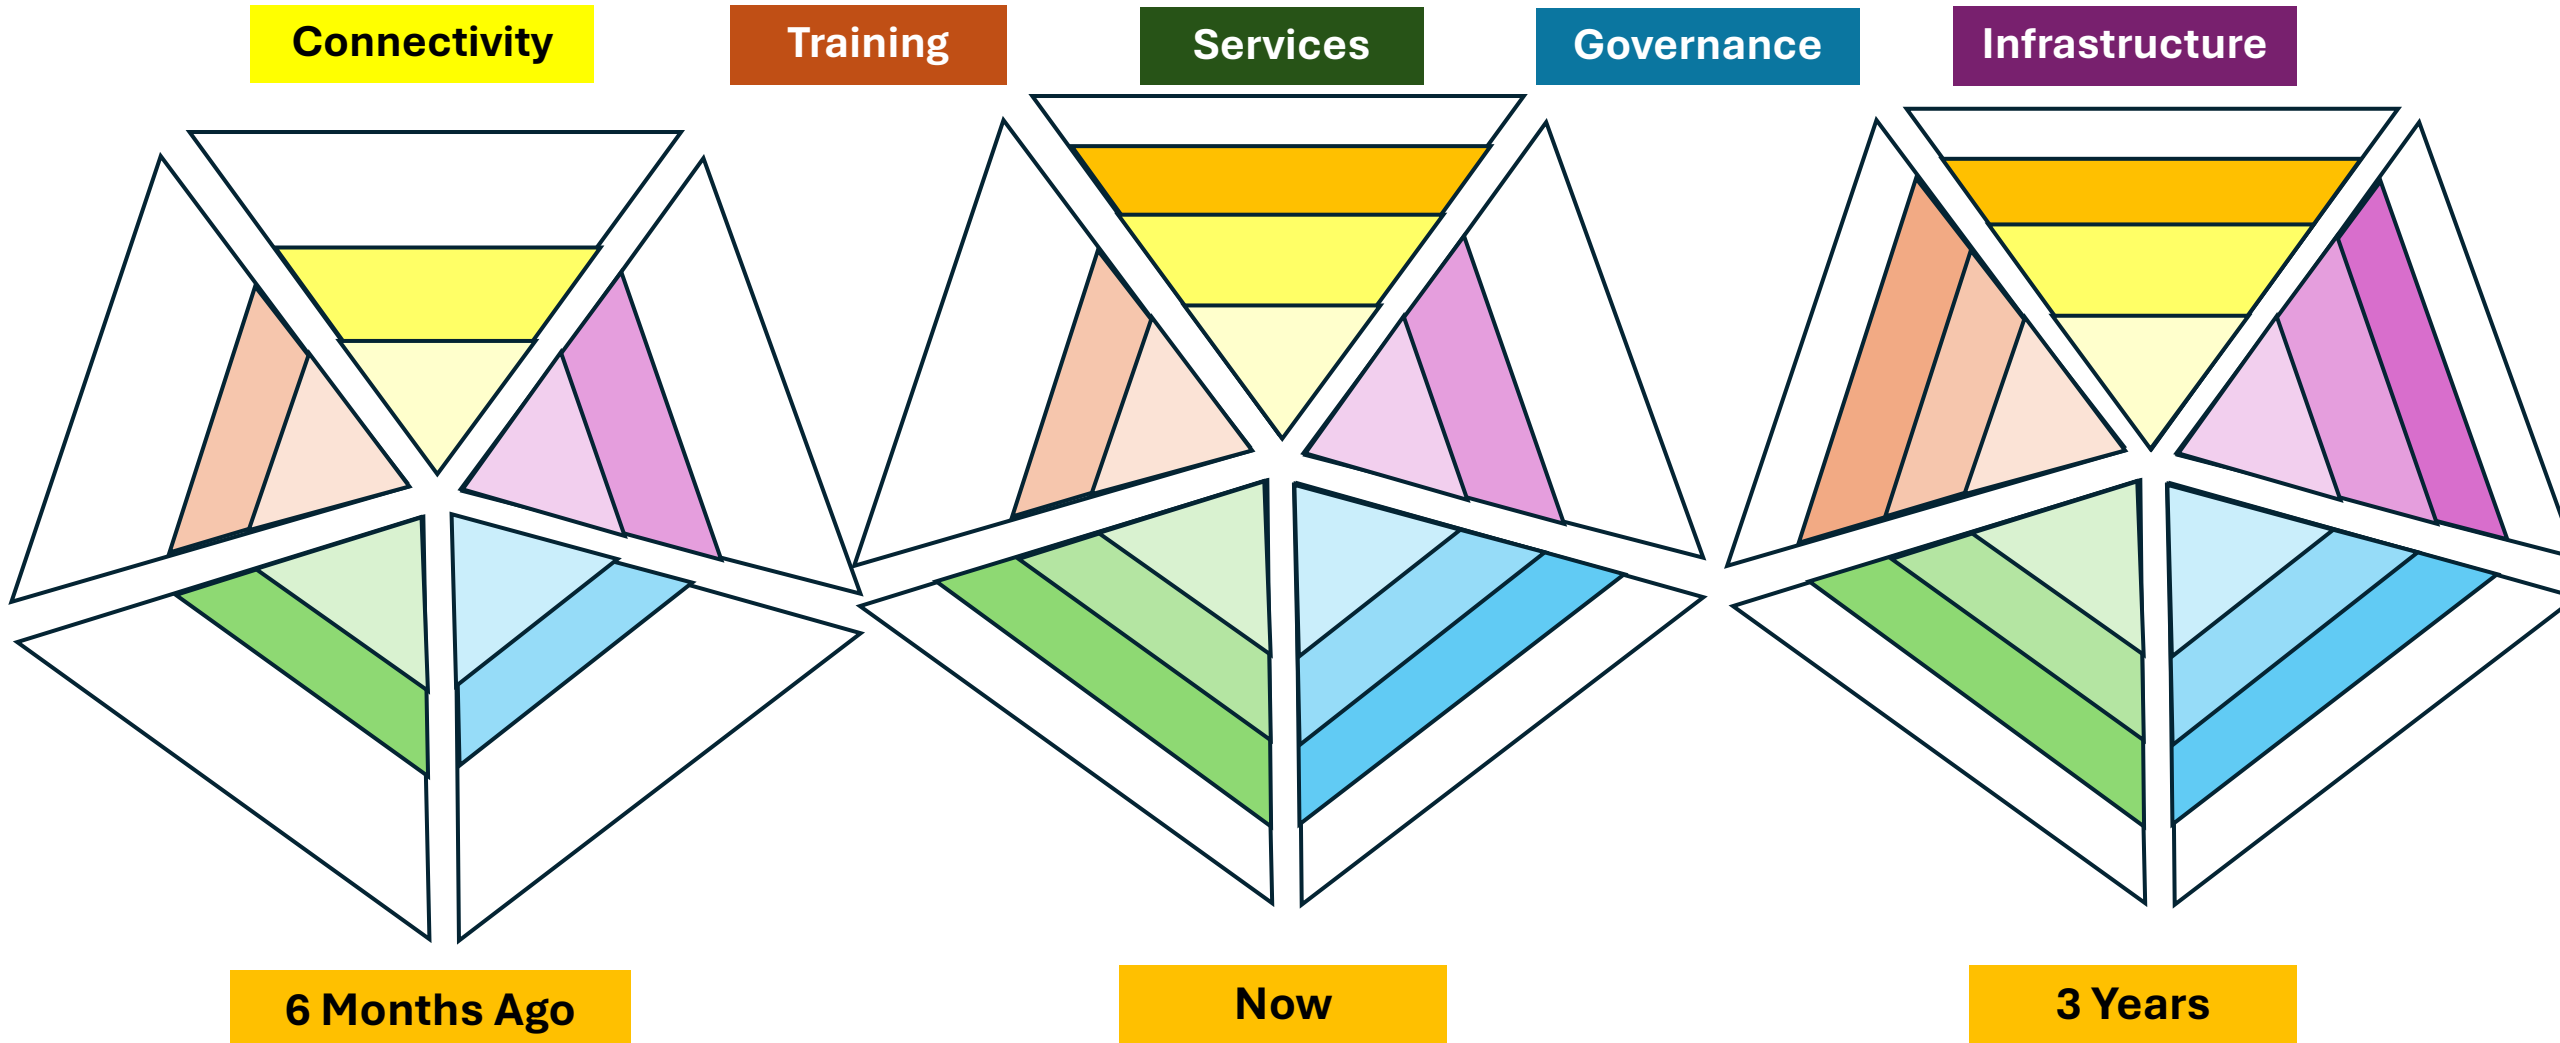 Connectivity
Training
Services
Governance
Infrastructure
6 Months Ago
Now
3 Years